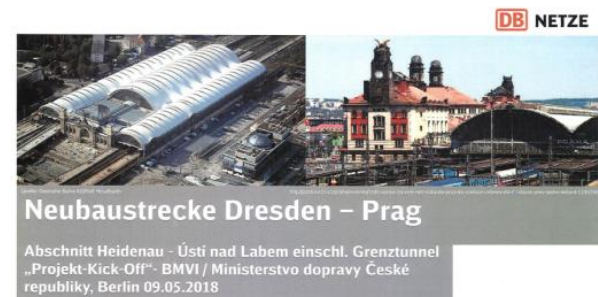 DB NETZE
Neubaustrecke Dresden – Prag
Abschnitt Heidenau - Ústí nad Labem einschl. Grenztunnel
„Projekt-Kick-Off“- BMVI / Ministerstvo dopravy České
republiky, Berlin 09.05.2018